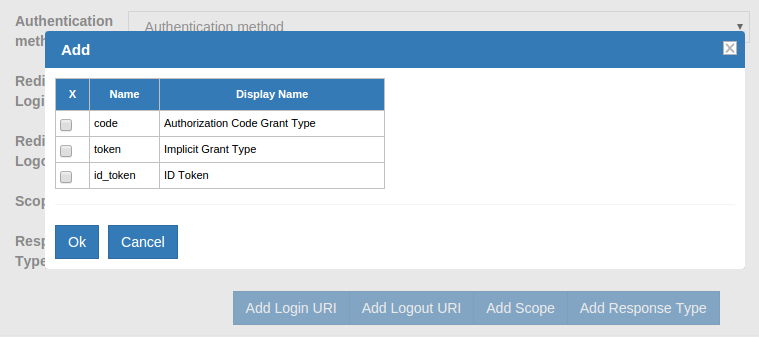 Authentication
Authentication method
meth
Add
Redi
Logi
X Name Display Name
code Authorization Code Grant Type
token Implicit Grant Type
id_token ID Token
Redi
Logo
Scop
Resp
Type
Ok Cancel
Add Login URI Add Logout URI Add Scope Add Response Type